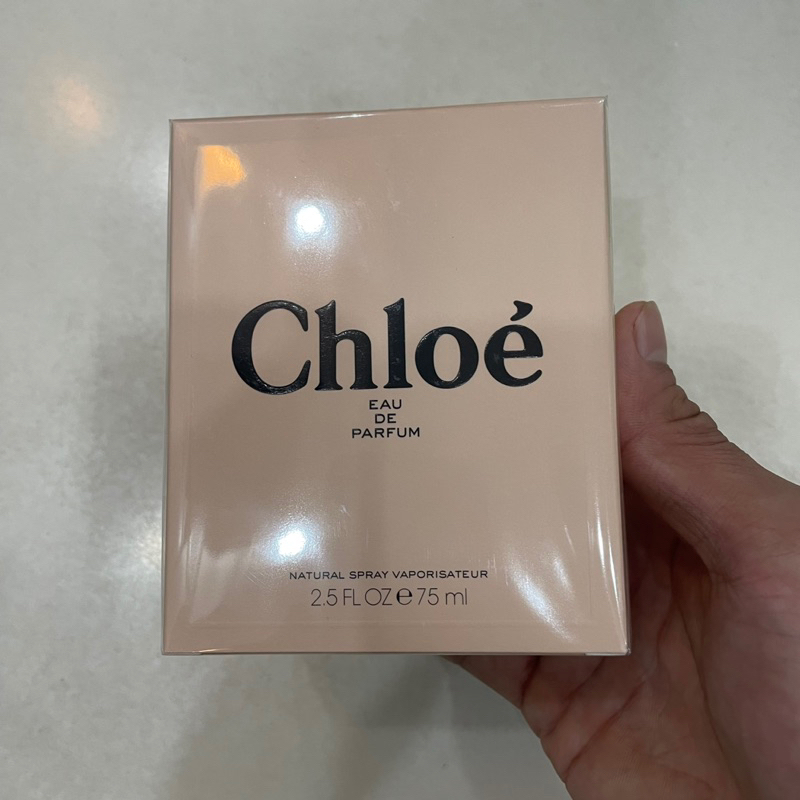 Chloé
EAU
DE
PARFUM
NATURAL SPRAY VAPORISATEUR
2.5 FL OZ ℮ 75 ml